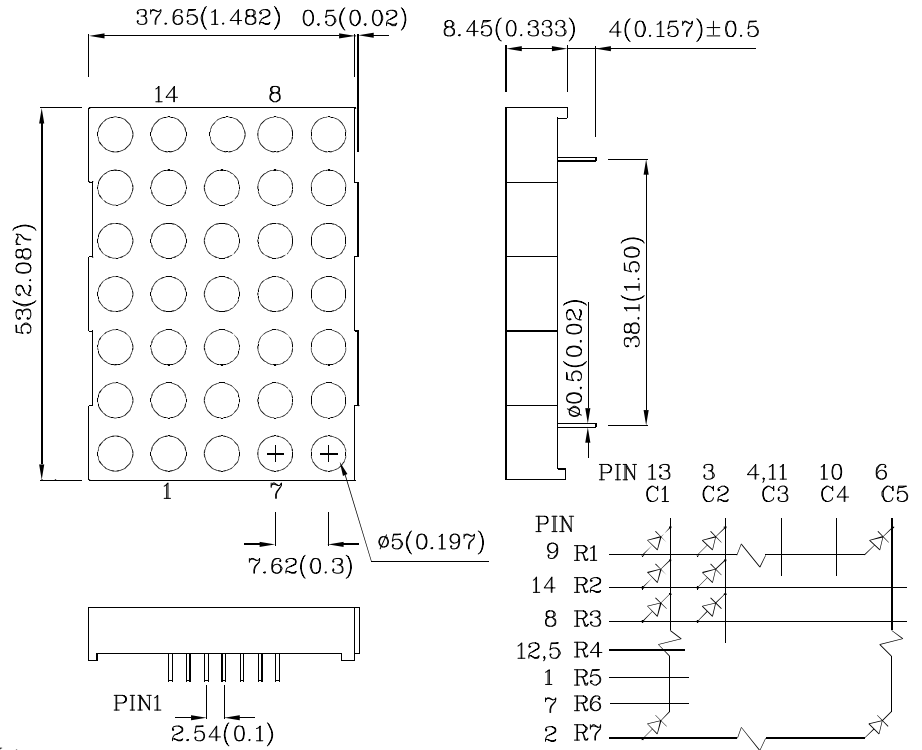 37.65(1.482) 0.5(0.02)
8.45(0.333) 4(0.157)±0.5
14 8
53(2.087)
38.1(1.50)
ø0.5(0.02)
1 7
ø5(0.197)
7.62(0.3)
PIN1
2.54(0.1)
PIN 13 3 4,11 10 6
C1 C2 C3 C4 C5
PIN
9 R1
14 R2
8 R3
12,5 R4
1 R5
7 R6
2 R7